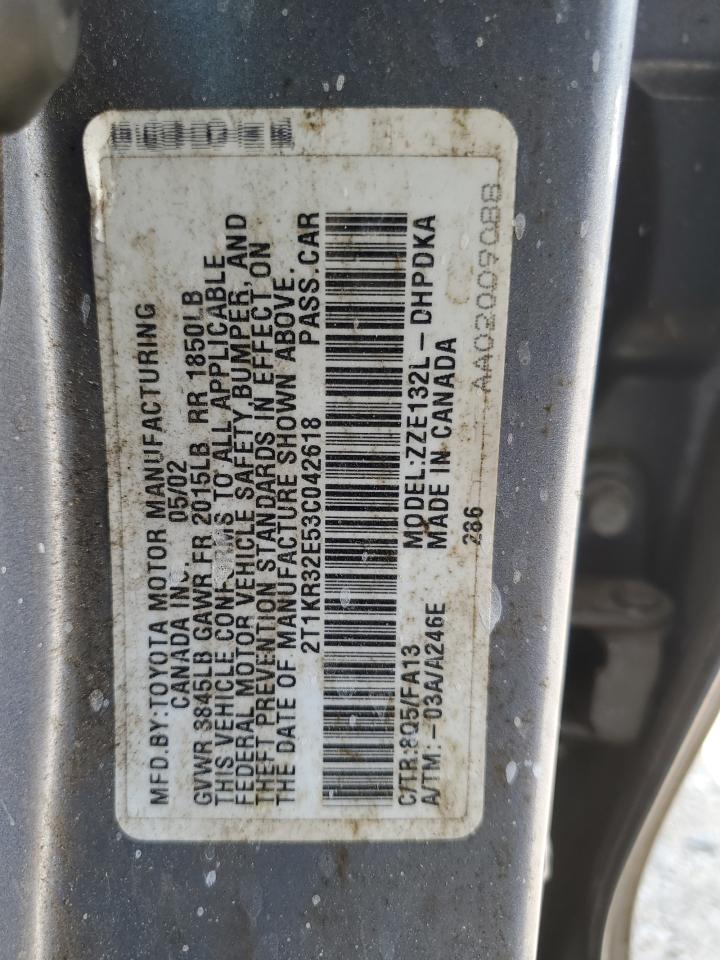 MFD.BY:TOYOTA MOTOR MANUFACTURING
CANADA INC. 05/02
GVWR 3845LB GAWR FR 2015LB RR 1850LB
THIS VEHICLE CONFORMS TO ALL APPLICABLE
FEDERAL MOTOR VEHICLE SAFETY,BUMPER, AND
THEFT PREVENTION STANDARDS IN EFFECT ON
THE DATE OF MANUFACTURE SHOWN ABOVE.
2T1KR32E53C042618 PASS.CAR
C/TR:8Q5/FA13 MODEL:ZZE132L-DHPDKA
A/TM:-03A/A246E MADE IN CANADA
286
AA02009088